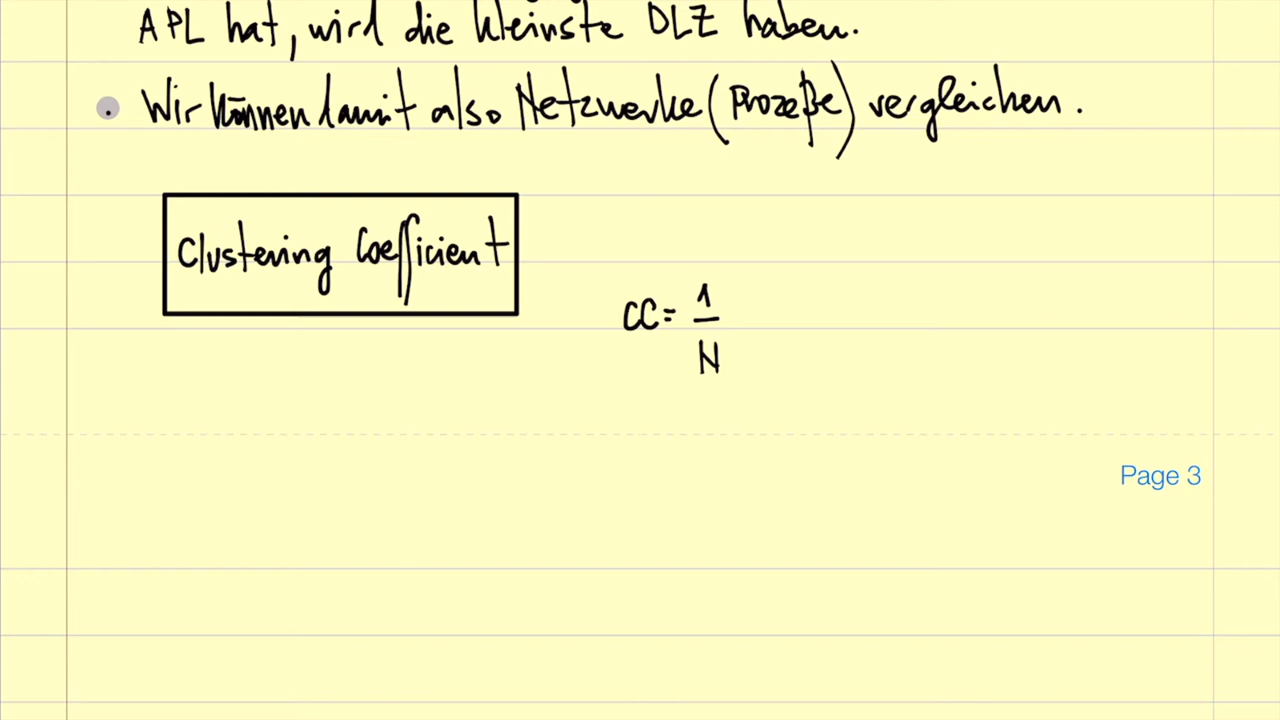 APL hat, wird die kleinste DLZ haben.
• Wir können damit also Netzwerke (Prozeße) vergleichen.
Clustering Coefficient
CC = 1/N
Page 3